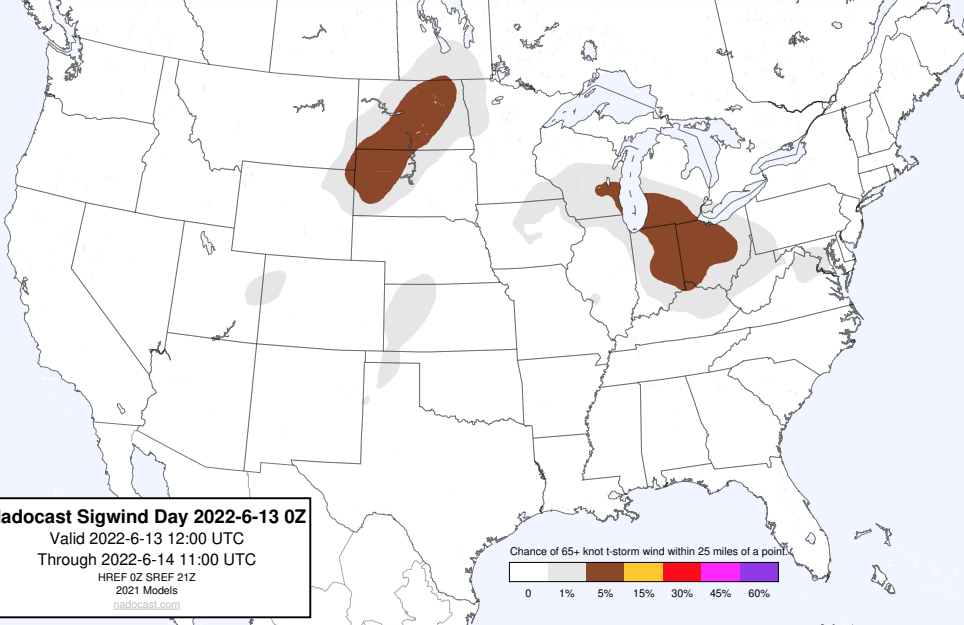 adocast Sigwind Day 2022-6-13 0Z
Valid 2022-6-13 12:00 UTC
Through 2022-6-14 11:00 UTC
HREF 0Z SREF 21Z
2021 Models
nadocast.com
Chance of 65+ knot t-storm wind within 25 miles of a point.
0 1% 5% 15% 30% 45% 60%